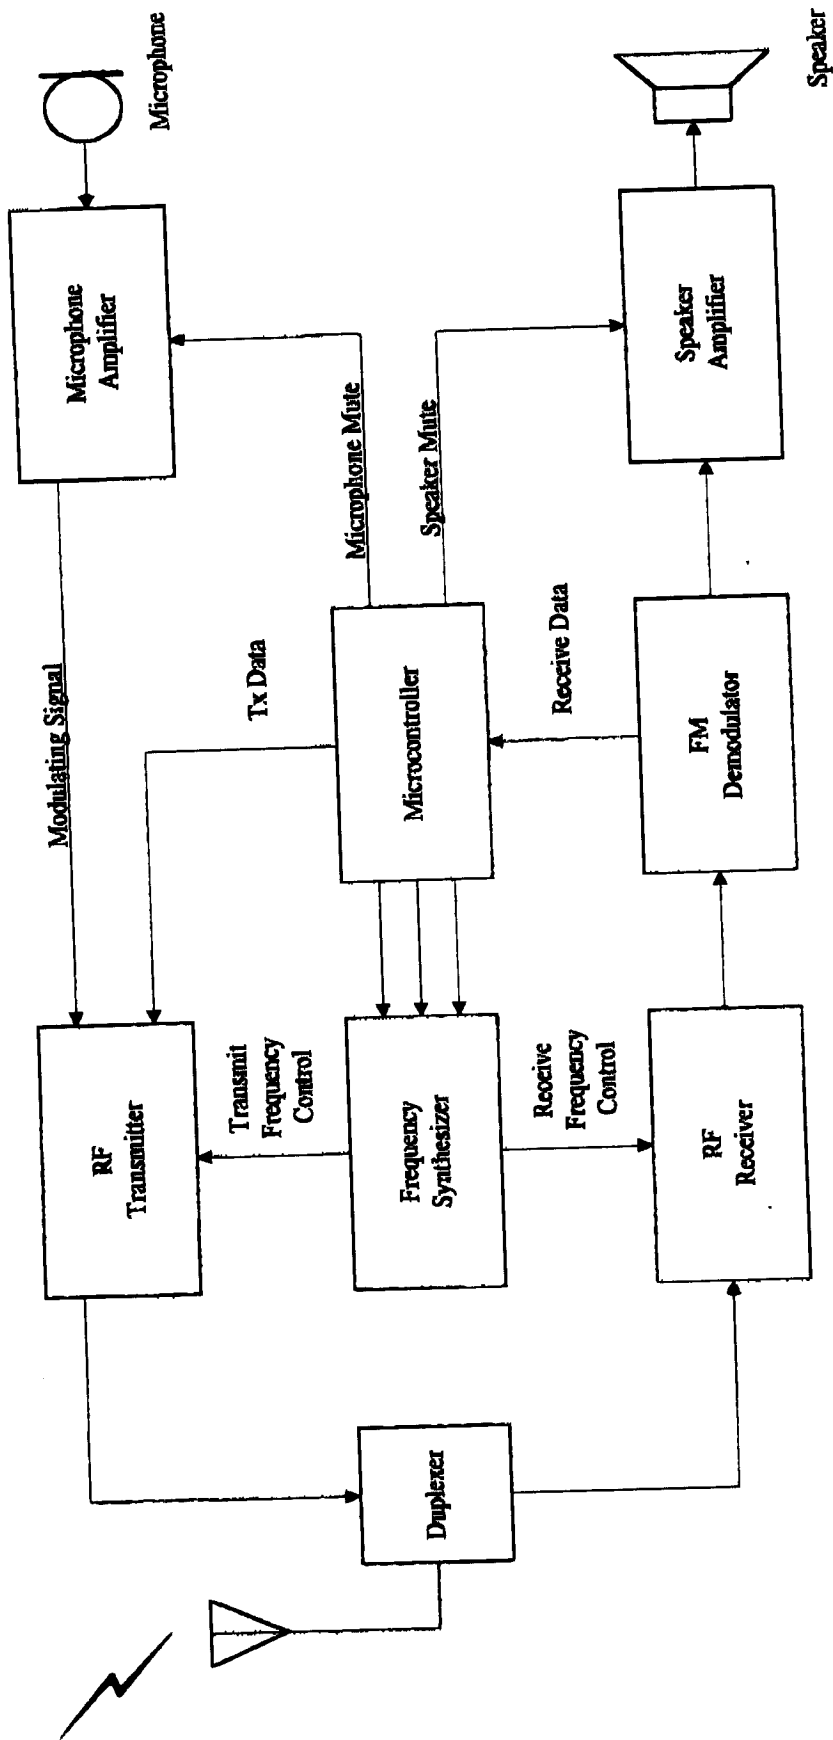 Modulating Signal
RF
Transmitter
Microphone
Amplifier
Microphone
Transmit
Frequency
Control
Tx Data
Microphone Mute
Duplexer
Frequency
Synthesizer
Microcontroller
Speaker Mute
Receive
Frequency
Control
Receive Data
RF
Receiver
FM
Demodulator
Speaker
Amplifier
Speaker